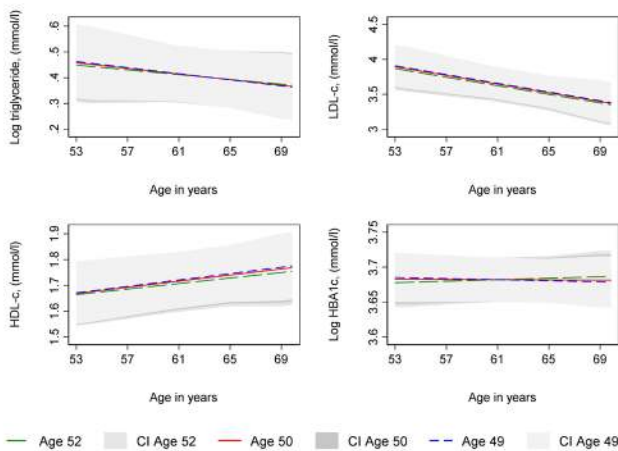 Log triglyceride, (mmol/l)
.2 .3 .4 .5 .6
53 57 61 65 69
Age in years
LDL-c, (mmol/l)
3 3.5 4 4.5
53 57 61 65 69
Age in years
HDL-c, (mmol/l)
1.5 1.6 1.7 1.8 1.9
53 57 61 65 69
Age in years
Log HBA1c, (mmol/l)
3.6 3.65 3.7 3.75
53 57 61 65 69
Age in years
Age 52 CI Age 52 Age 50 CI Age 50 Age 49 CI Age 49